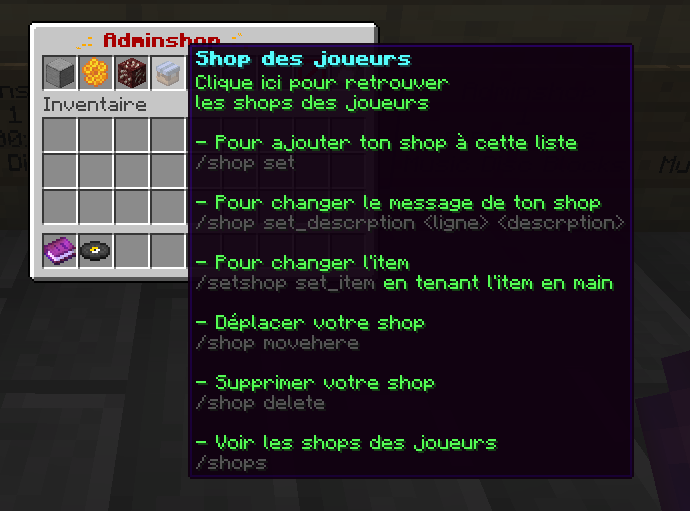 Adminshop
Shop des joueurs
Clique ici pour retrouver
les shops des joueurs
- Pour ajouter ton shop à cette liste
/shop set
- Pour changer le message de ton shop
/shop set_descrption <ligne> <descrption>
- Pour changer l'item
/setshop set_item en tenant l'item en main
- Déplacer votre shop
/shop movehere
- Supprimer votre shop
/shop delete
- Voir les shops des joueurs
/shops
Inventaire